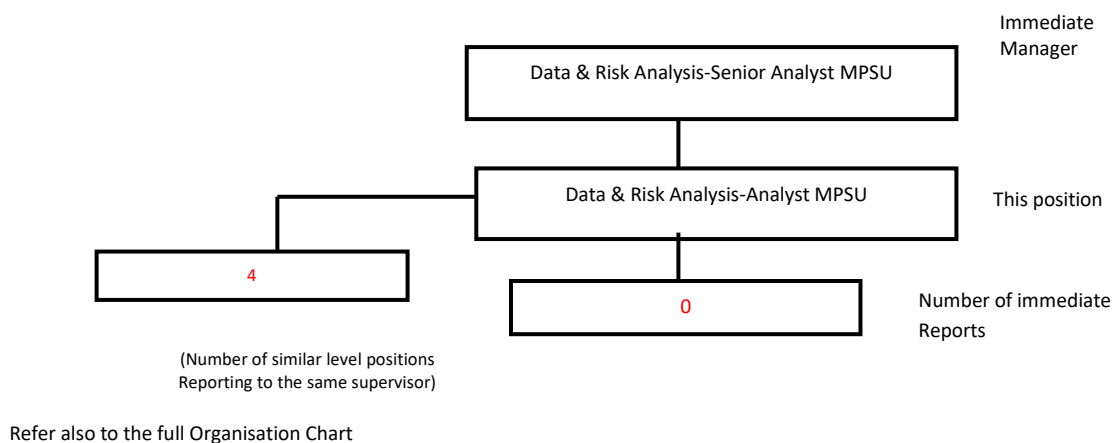 Immediate
Manager
Data & Risk Analysis-Senior Analyst MPSU
Data & Risk Analysis-Analyst MPSU
This position
4
0
Number of immediate
Reports
(Number of similar level positions
Reporting to the same supervisor)
Refer also to the full Organisation Chart